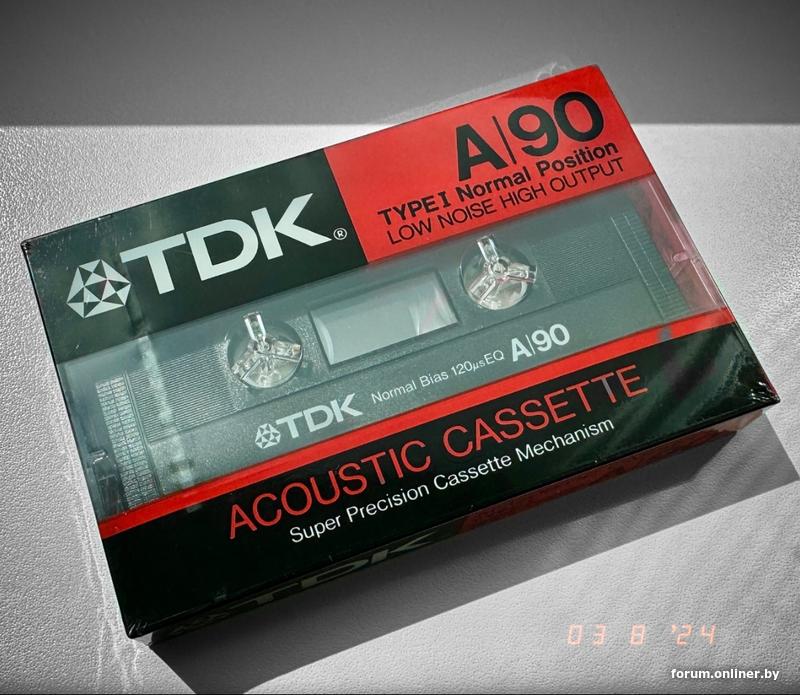 A|90
TYPE I Normal Position
LOW NOISE HIGH OUTPUT
TDK®
TDK Normal Bias 120µs EQ A|90
ACOUSTIC CASSETTE
Super Precision Cassette Mechanism
TDK
03 8 '24
forum.onliner.by